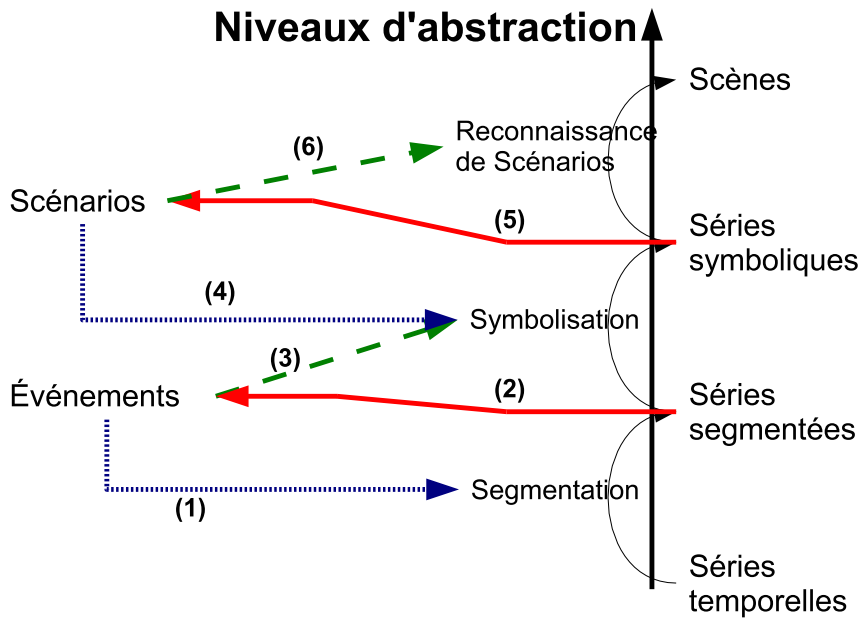 Niveaux d'abstraction
Scènes
Reconnaissance
de Scénarios
(6)
Scénarios
(5)
Séries
symboliques
(4)
Symbolisation
(3)
Événements
(2)
Séries
segmentées
Segmentation
(1)
Séries
temporelles